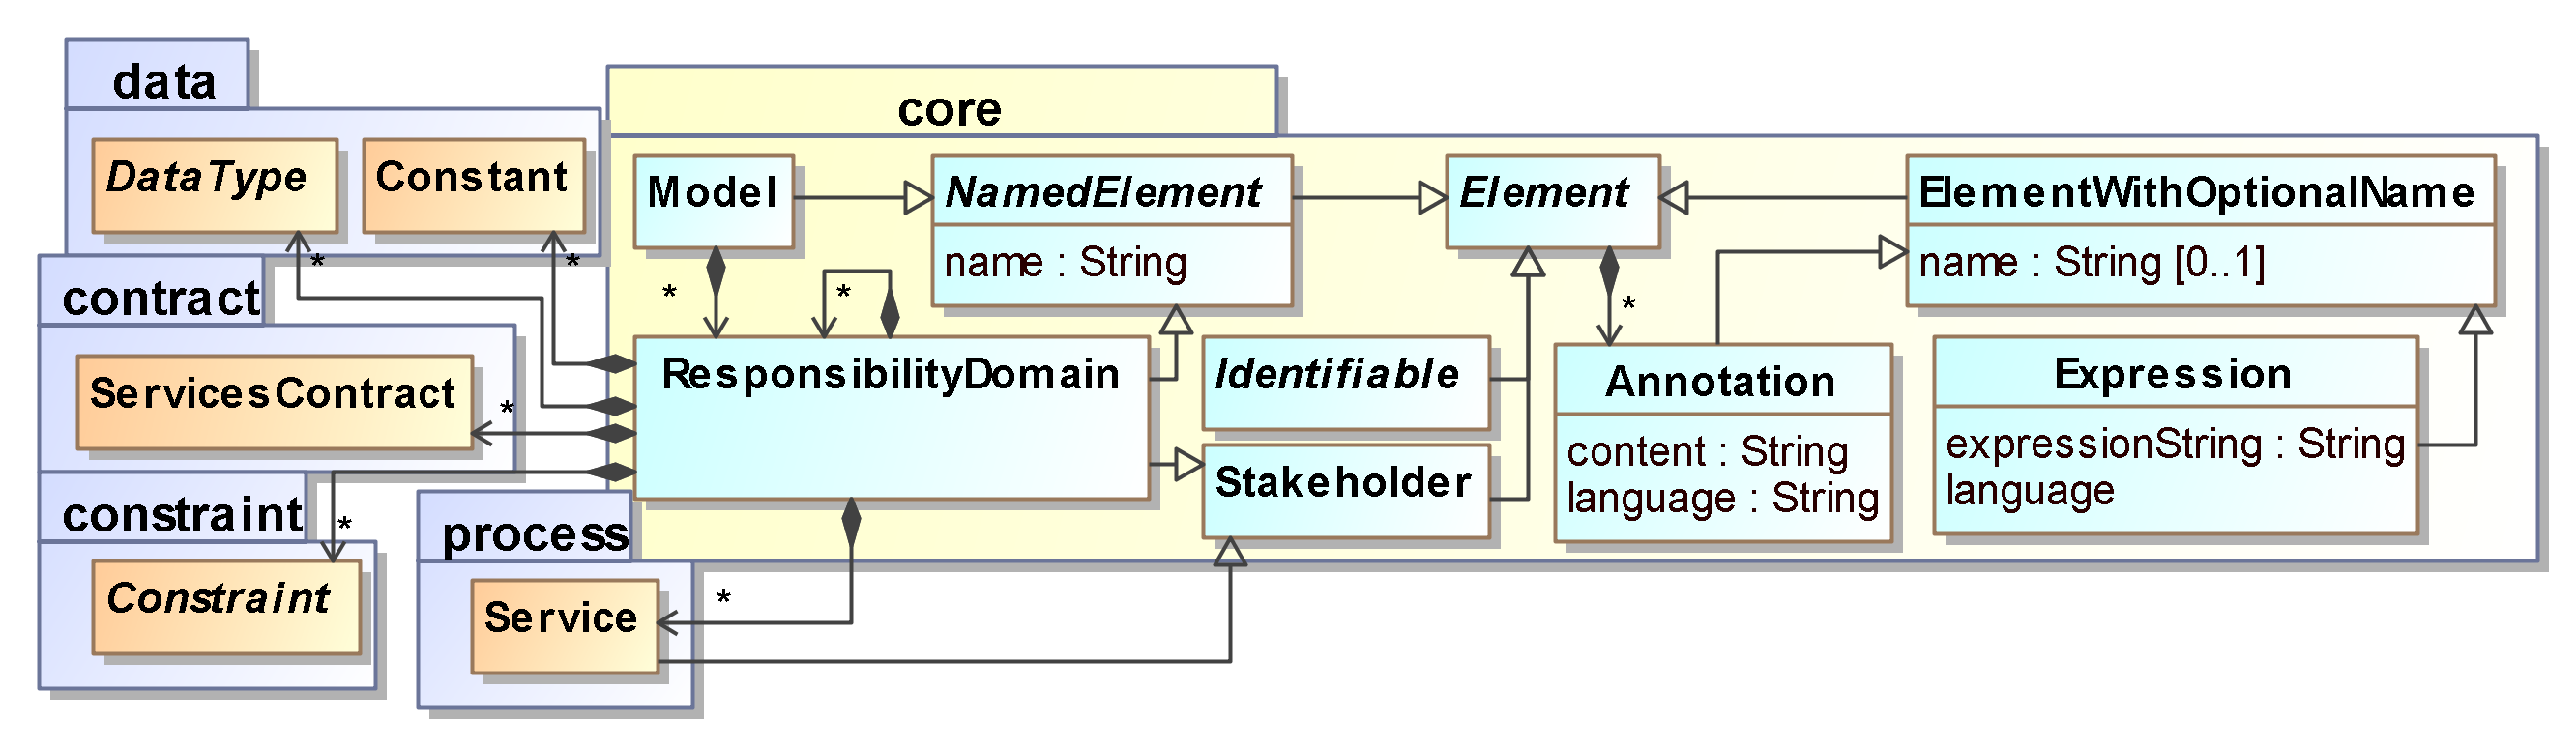 data
DataType
Constant
*
*
contract
ServicesContract
*
constraint
*
Constraint
process
Service
*
core
Model
*
NamedElement
name : String
Element
*
ElementWithOptionalName
name : String [0..1]
*
ResponsibilityDomain
Identifiable
Stakeholder
Annotation
content : String
language : String
Expression
expressionString : String
language